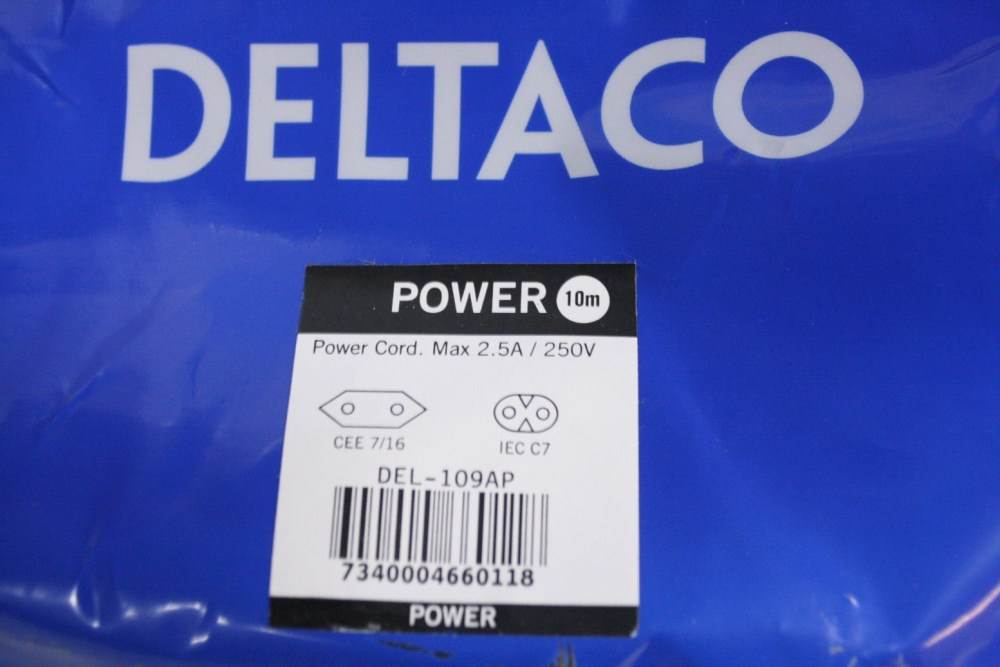 DELTACO
POWER 10m
Power Cord. Max 2.5A / 250V
CEE 7/16 IEC C7
DEL-109AP
7340004660118
POWER